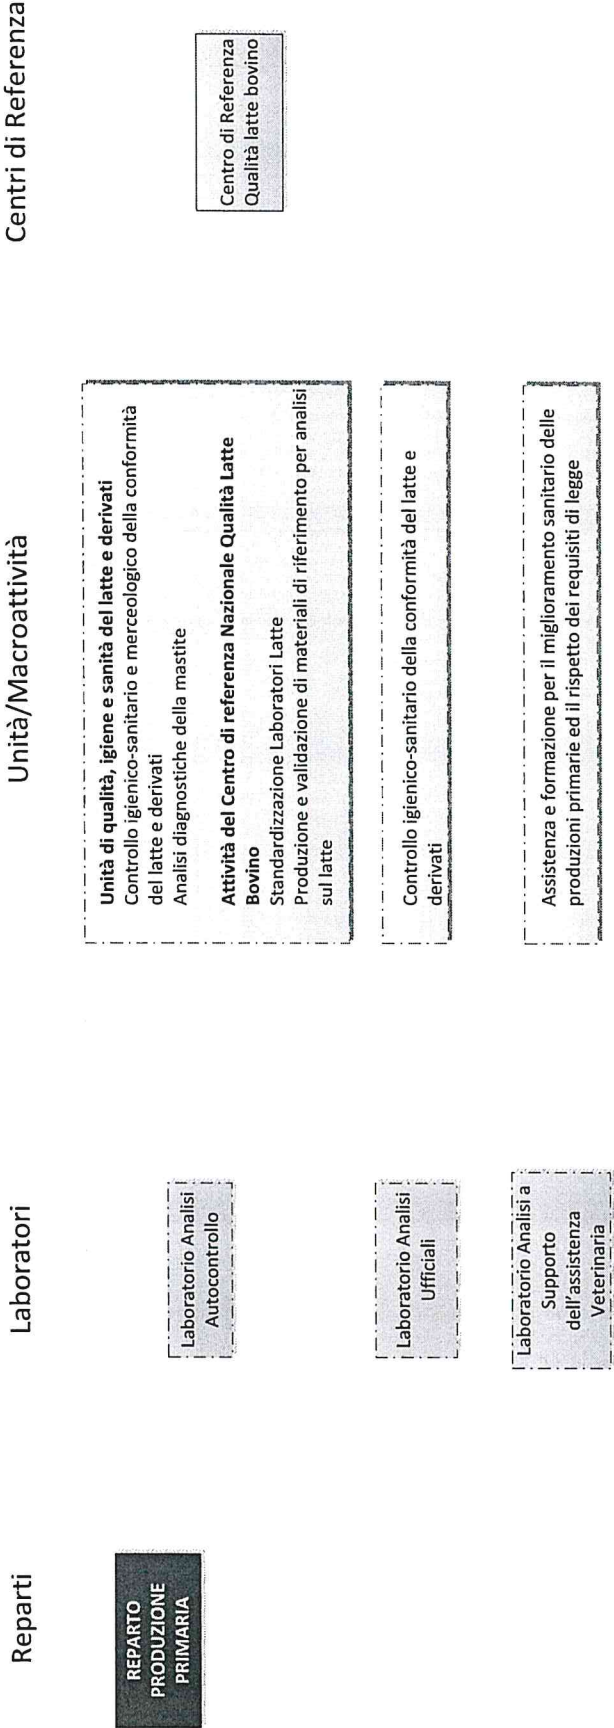 Reparti
Laboratori
Unità/Macroattività
Centri di Referenza
REPARTO
PRODUZIONE
PRIMARIA
Laboratorio Analisi
Autocontrollo
Unità di qualità, igiene e sanità del latte e derivati
Controllo igienico-sanitario e merceologico della conformità
del latte e derivati
Analisi diagnostiche della mastite
Attività del Centro di referenza Nazionale Qualità Latte
Bovino
Standardizzazione Laboratori Latte
Produzione e validazione di materiali di riferimento per analisi
sul latte
Centro di Referenza
Qualità latte bovino
Laboratorio Analisi
Ufficiali
Controllo igienico-sanitario della conformità del latte e
derivati
Laboratorio Analisi a
Supporto
dell'assistenza
Veterinaria
Assistenza e formazione per il miglioramento sanitario delle
produzioni primarie ed il rispetto dei requisiti di legge